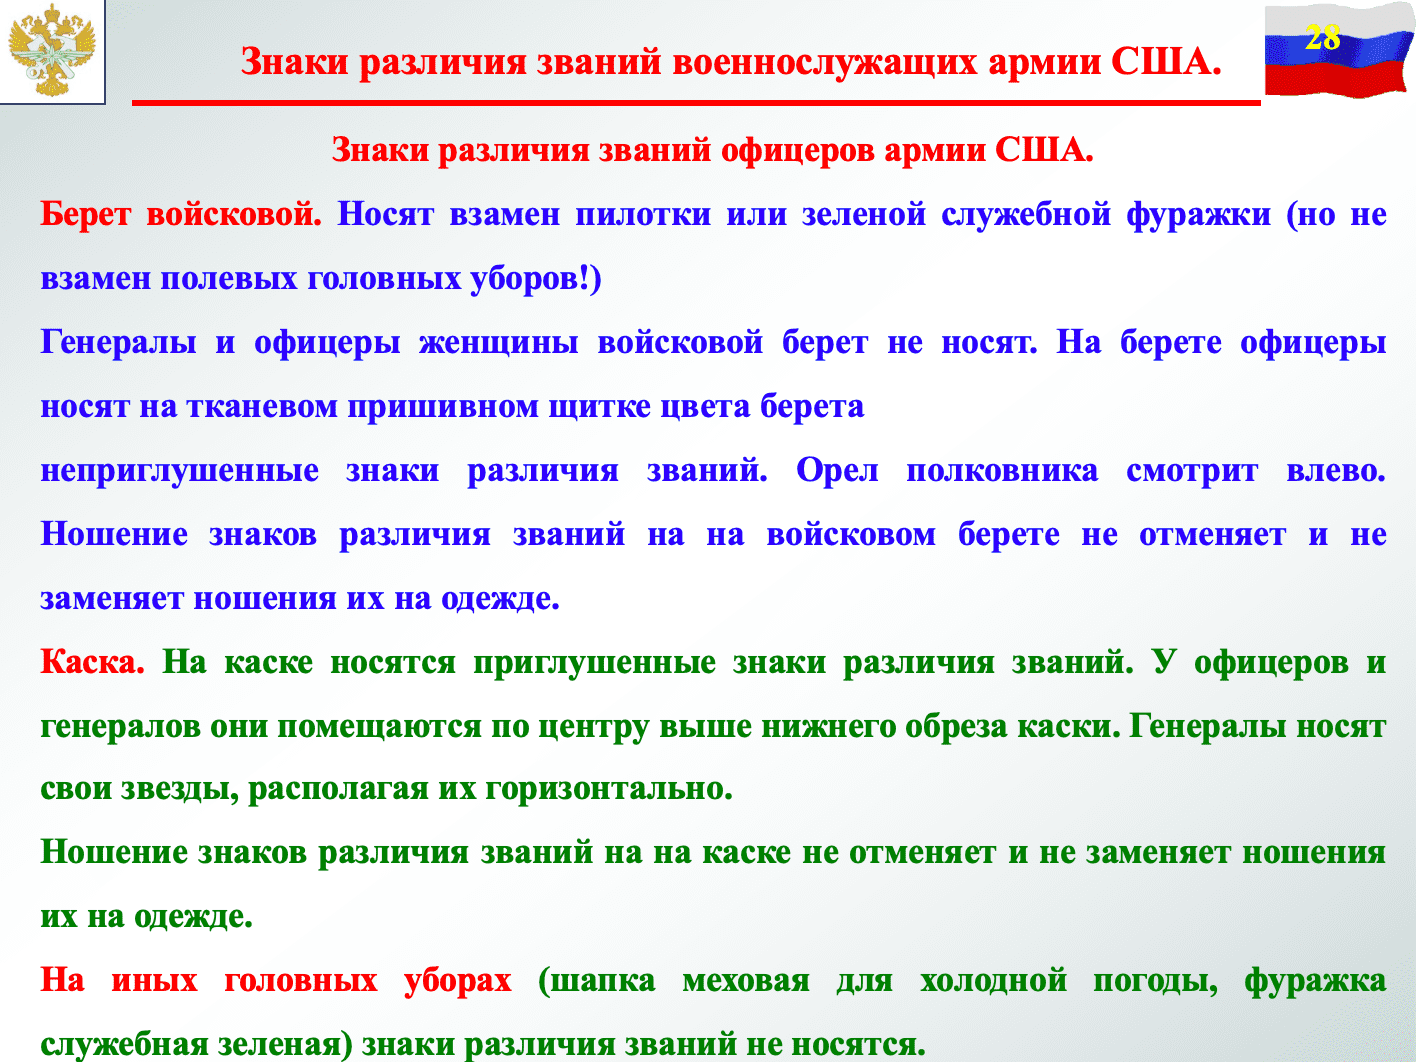 28
Знаки различия званий военнослужащих армии США.
Знаки различия званий офицеров армии США.
Берет войсковой. Носят взамен пилотки или зеленой служебной фуражки (но не
взамен полевых головных уборов!)
Генералы и офицеры женщины войсковой берет не носят. На берете офицеры
носят на тканевом пришивном щитке цвета берета
неприглушенные знаки различия званий. Орел полковника смотрит влево.
Ношение знаков различия званий на на войсковом берете не отменяет и не
заменяет ношения их на одежде.
Каска. На каске носятся приглушенные знаки различия званий. У офицеров и
генералов они помещаются по центру выше нижнего обреза каски. Генералы носят
свои звезды, располагая их горизонтально.
Ношение знаков различия званий на на каске не отменяет и не заменяет ношения
их на одежде.
На иных головных уборах (шапка меховая для холодной погоды, фуражка
служебная зеленая) знаки различия званий не носятся.